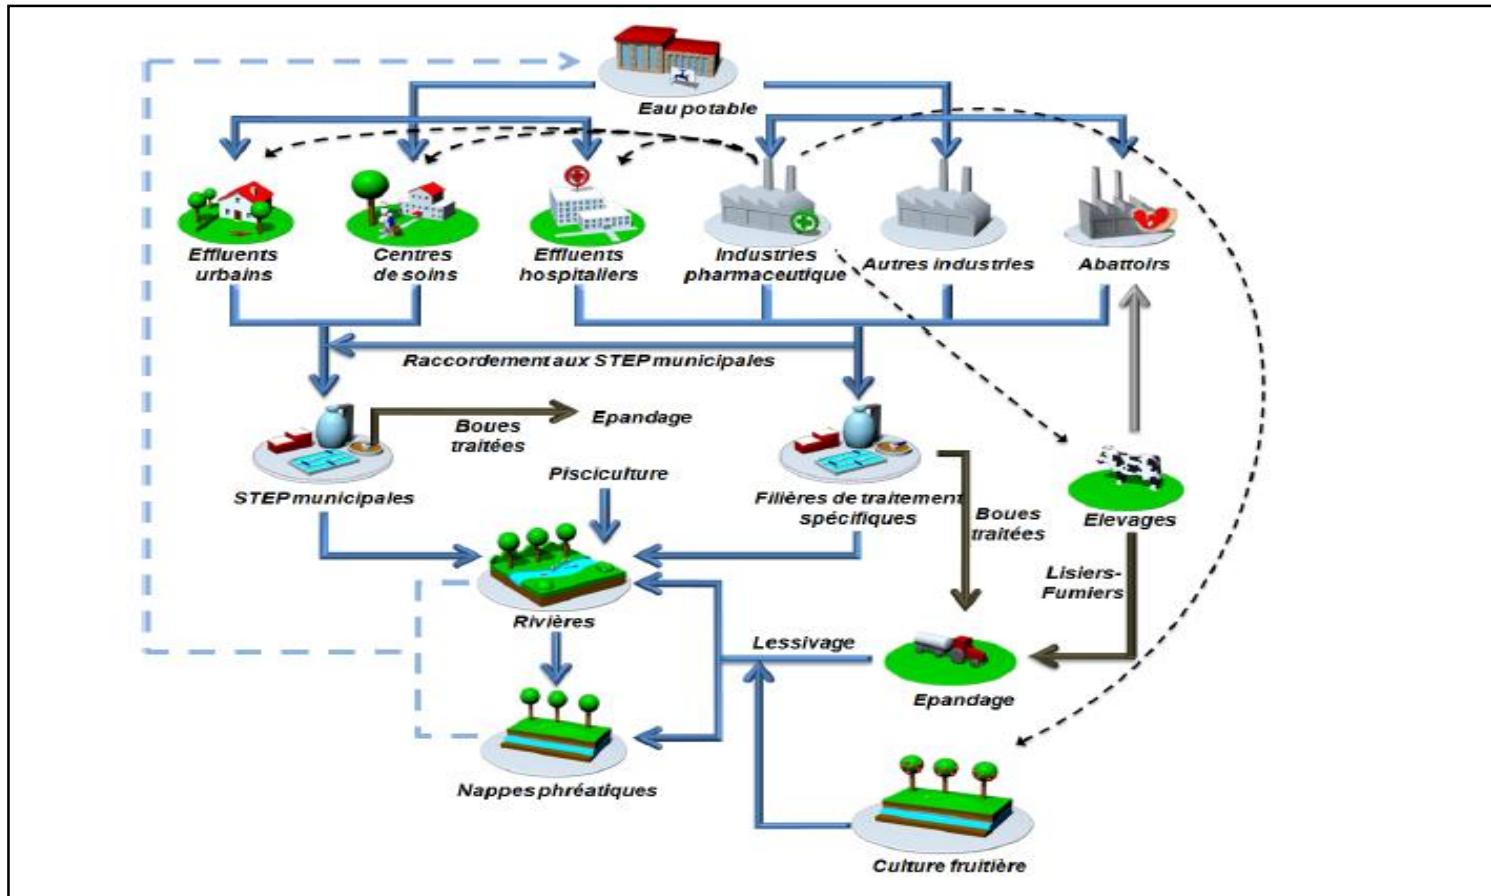 Eau potable
Effluents
urbains
Centres
de soins
Effluents
hospitaliers
Industries
pharmaceutique
Autres industries
Abattoirs
Raccordement aux STEP municipales
Boues
traitées
Epandage
STEP municipales
Pisciculture
Filières de traitement
spécifiques
Boues
traitées
Elevages
Lisiers-
Fumiers
Rivières
Lessivage
Epandage
Nappes phréatiques
Culture fruitière